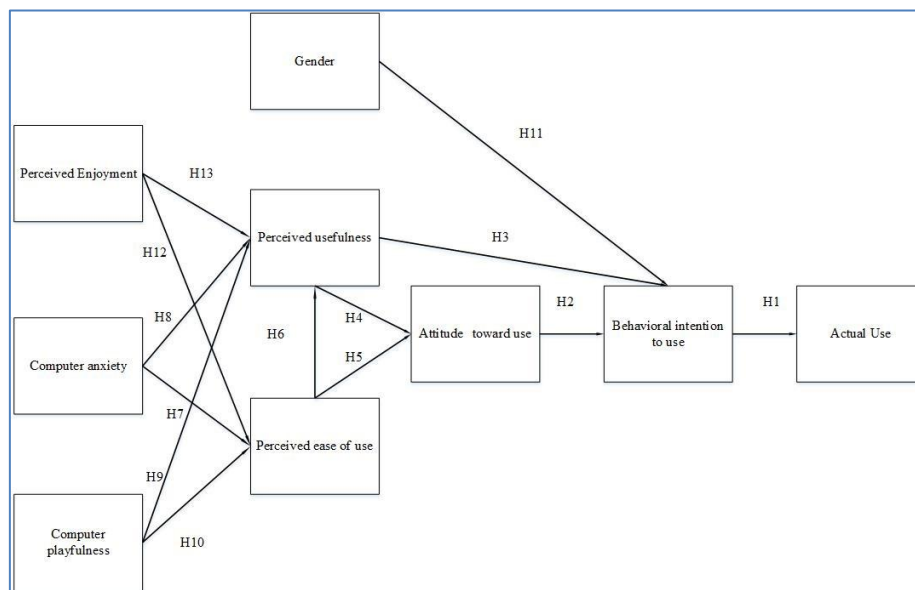 Gender
H11
Perceived Enjoyment
H13
Perceived usefulness
H3
H12
H8
H6
H4
H2
H1
Attitude toward use
Behavioral intention
to use
Actual Use
H5
Computer anxiety
H7
Perceived ease of use
H9
H10
Computer
playfulness